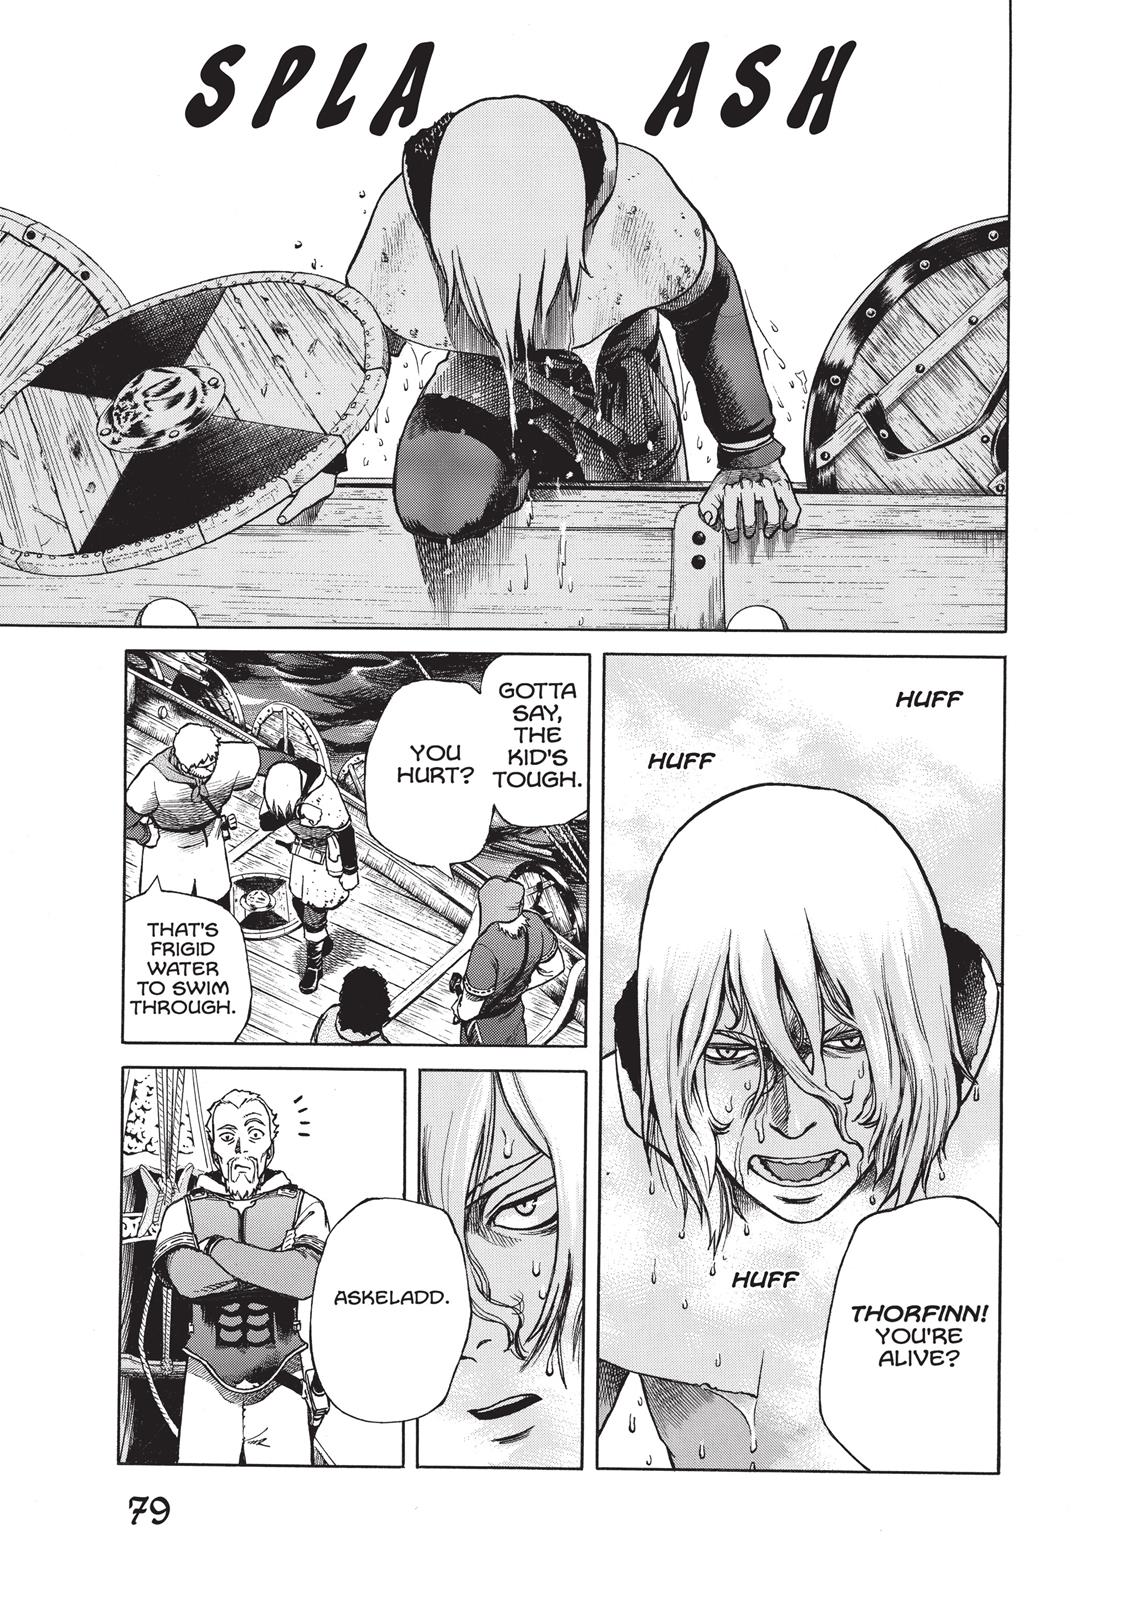 SPLA ASH
HUFF
HUFF
HUFF
THORFINN!
YOU'RE
ALIVE?
GOTTA
SAY,
THE
KID'S
TOUGH.
YOU
HURT?
THAT'S
FRIGID
WATER
TO SWIM
THROUGH.
ASKELADD.
79